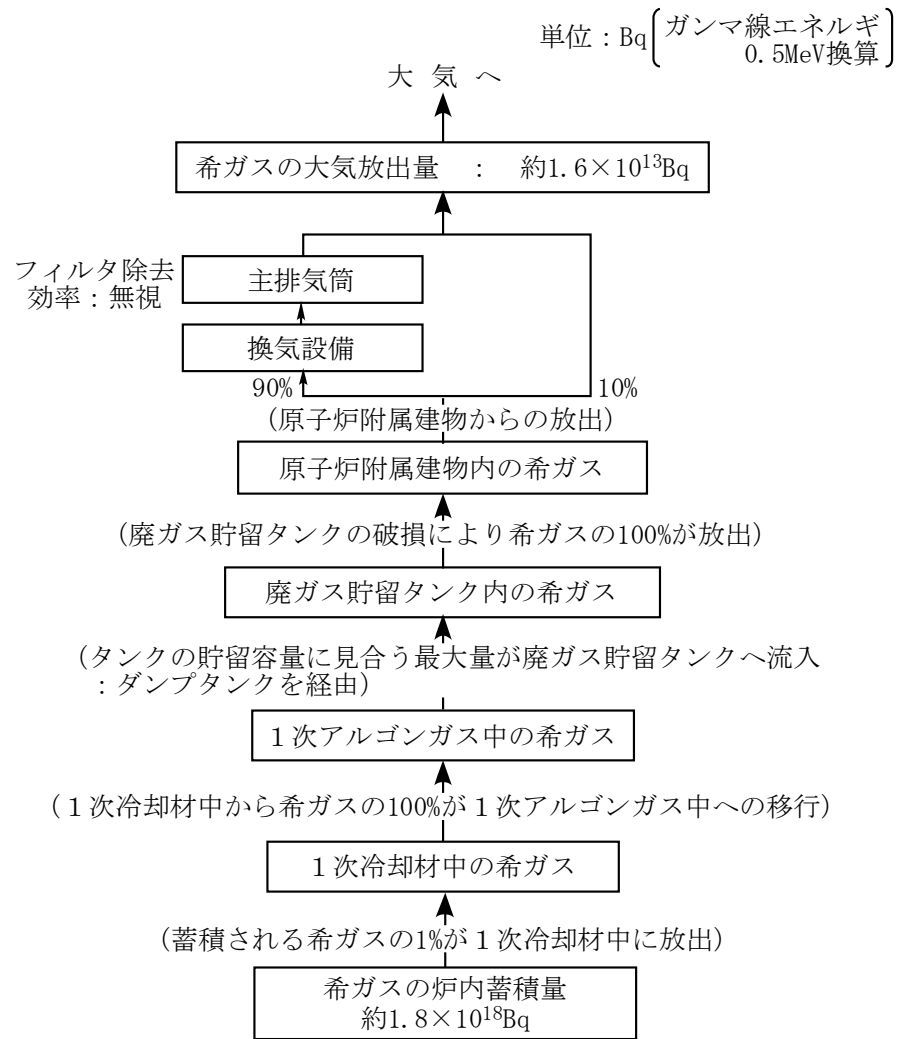 単位：Bq(ガンマ線エネルギ
0.5MeV換算)
大 気 へ
希ガスの大気放出量 ： 約1.6×10¹³Bq
フィルタ除去
効率：無視
主排気筒
換気設備
90%
10%
(原子炉附属建物からの放出)
原子炉附属建物内の希ガス
(廃ガス貯留タンクの破損により希ガスの100%が放出)
廃ガス貯留タンク内の希ガス
(タンクの貯留容量に見合う最大量が廃ガス貯留タンクへ流入
：ダンプタンクを経由)
１次アルゴンガス中の希ガス
(１次冷却材中から希ガスの100%が１次アルゴンガス中への移行)
１次冷却材中の希ガス
(蓄積される希ガスの1%が１次冷却材中に放出)
希ガスの炉内蓄積量
約1.8×10¹⁸Bq